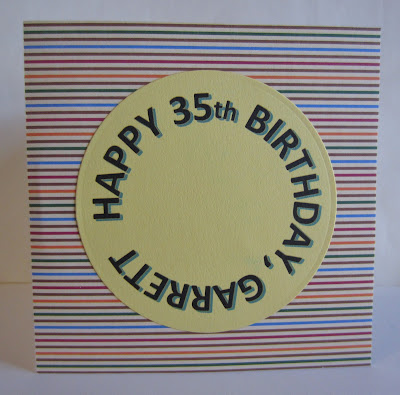 HAPPY 35th BIRTHDAY, GARRETT